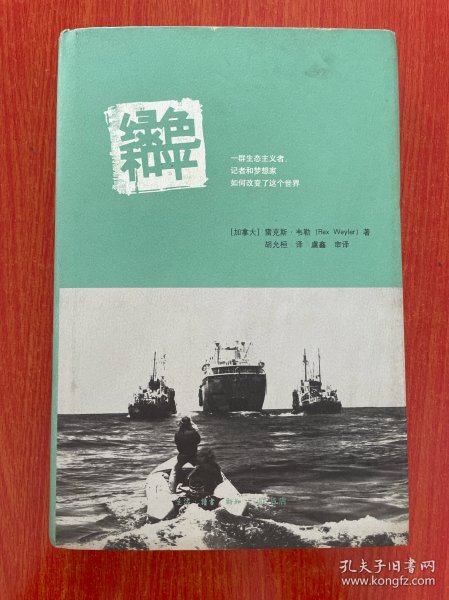 绿色
和平
一群生态主义者
记者和梦想家
如何改变了这个世界
[加拿大] 雷克斯·韦勒 (Rex Weyler) 著
胡允桓 译 虞鑫 审译
孔夫子旧书网
www.kongfz.com